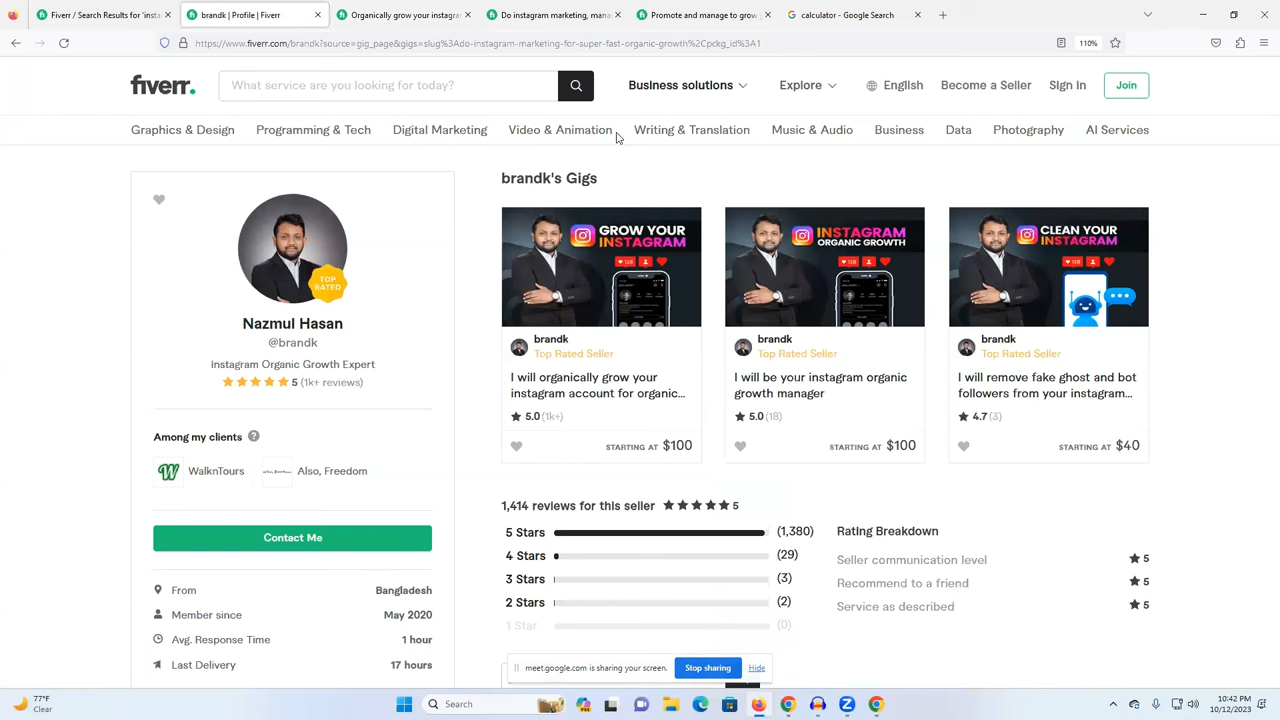 Fiverr / Search Results for 'insta
brandk | Profile | Fiverr
Organically grow your instagram
Do instagram marketing, mana
Promote and manage to grow
calculator - Google Search
https://www.fiverr.com/brandk?source=gig_page&gigs=slug%3Ado-instagram-marketing-for-super-fast-organic-growth%2Cpckg_id%3A1
110%
fiverr.
What service are you looking for today?
Business solutions
Explore
English
Become a Seller
Sign In
Join
Graphics & Design
Programming & Tech
Digital Marketing
Video & Animation
Writing & Translation
Music & Audio
Business
Data
Photography
AI Services
TOP
RATED
Nazmul Hasan
@brandk
Instagram Organic Growth Expert
5 (1k+ reviews)
Among my clients
WalknTours
Also, Freedom
Contact Me
From Bangladesh
Member since May 2020
Avg. Response Time 1 hour
Last Delivery 17 hours
brandk's Gigs
GROW YOUR
INSTAGRAM
brandk
Top Rated Seller
I will organically grow your
instagram account for organic...
5.0 (1k+)
STARTING AT $100
INSTAGRAM
ORGANIC GROWTH
brandk
Top Rated Seller
I will be your instagram organic
growth manager
5.0 (18)
STARTING AT $100
CLEAN YOUR
INSTAGRAM
brandk
Top Rated Seller
I will remove fake ghost and bot
followers from your instagram...
4.7 (3)
STARTING AT $40
1,414 reviews for this seller 5
5 Stars (1,380)
4 Stars (29)
3 Stars (3)
2 Stars (2)
1 Star (0)
Rating Breakdown
Seller communication level 5
Recommend to a friend 5
Service as described 5
meet.google.com is sharing your screen.
Stop sharing
Hide
77°F
Clear
Search
10:42 PM
10/12/2023